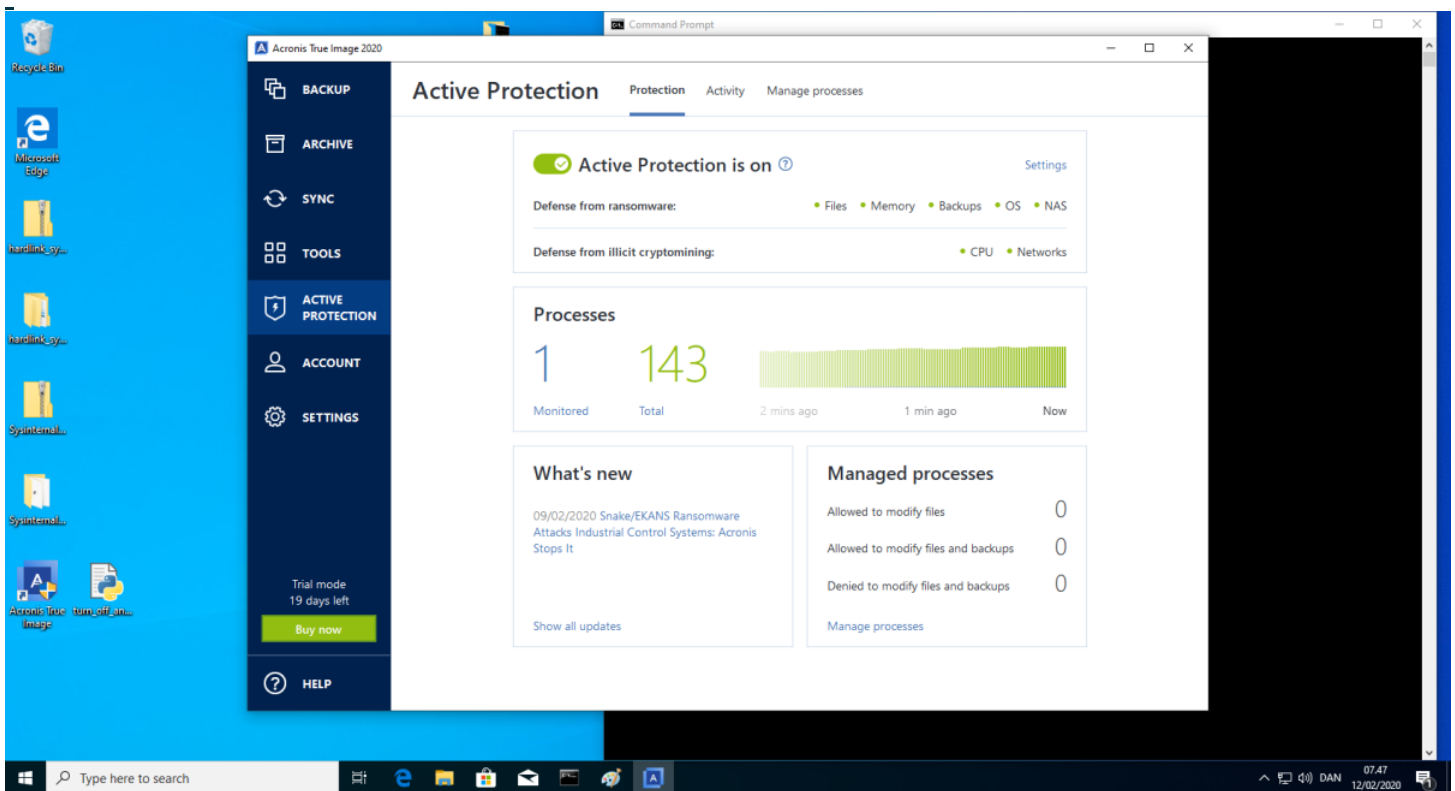 Command Prompt
Recycle Bin
Microsoft
Edge
hardlink_sy...
hardlink_sy...
Sysinternal...
Sysinternal...
Acronis True
Image
turn_off_an...
Acronis True Image 2020
BACKUP
ARCHIVE
SYNC
TOOLS
ACTIVE
PROTECTION
ACCOUNT
SETTINGS
Trial mode
19 days left
Buy now
HELP
Active Protection
Protection Activity Manage processes
Active Protection is on ?
Settings
Defense from ransomware: • Files • Memory • Backups • OS • NAS
Defense from illicit cryptomining: • CPU • Networks
Processes
1 143
Monitored Total 2 mins ago 1 min ago Now
What's new
09/02/2020 Snake/EKANS Ransomware
Attacks Industrial Control Systems: Acronis
Stops It
Show all updates
Managed processes
Allowed to modify files 0
Allowed to modify files and backups 0
Denied to modify files and backups 0
Manage processes
Type here to search
DAN
07.47
12/02/2020
1